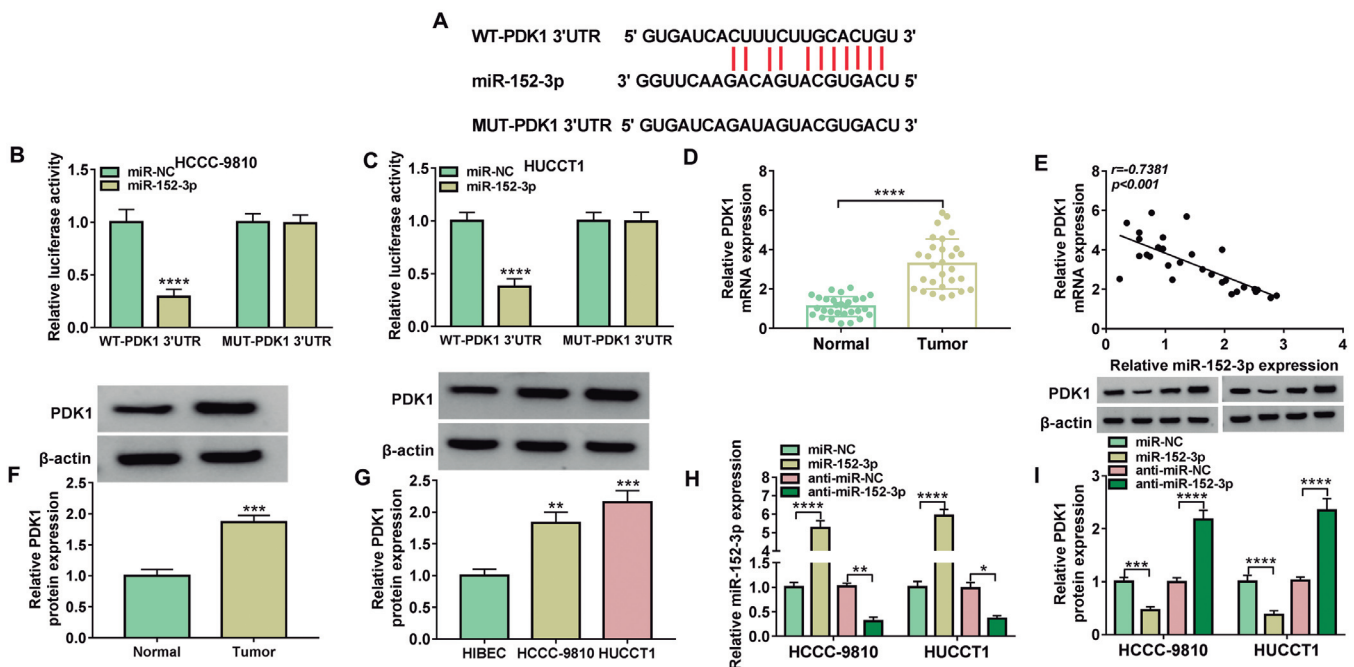 A
WT-PDK1 3'UTR 5' GUGAUCACUUUCUUGCACUGU 3'
miR-152-3p 3' GGUUCAAGACAGUACGUGACU 5'
MUT-PDK1 3'UTR 5' GUGAUCAGAUAGUACGUGACU 3'
B
HCCC-9810
miR-NC
miR-152-3p
Relative luciferase activity
1.5
1.0
0.5
0.0
****
WT-PDK1 3'UTR MUT-PDK1 3'UTR
C
HUCCT1
miR-NC
miR-152-3p
Relative luciferase activity
1.5
1.0
0.5
0.0
****
WT-PDK1 3'UTR MUT-PDK1 3'UTR
D
Relative PDK1
mRNA expression
8
6
4
2
0
****
Normal Tumor
E
r=-0.7381
p<0.001
Relative PDK1
mRNA expression
8
6
4
2
0
0 1 2 3 4
Relative miR-152-3p expression
PDK1
β-actin
F
Relative PDK1
protein expression
2.5
2.0
1.5
1.0
0.5
0.0
***
Normal Tumor
PDK1
β-actin
G
Relative PDK1
protein expression
2.5
2.0
1.5
1.0
0.5
0.0
**
***
HIBEC HCCC-9810 HUCCT1
H
miR-NC
miR-152-3p
anti-miR-NC
anti-miR-152-3p
Relative miR-152-3p expression
8
7
6
5
4
1.5
1.0
0.5
0.0
****
**
****
*
HCCC-9810 HUCCT1
PDK1
β-actin
I
miR-NC
miR-152-3p
anti-miR-NC
anti-miR-152-3p
Relative PDK1
protein expression
3
2
1
0
***
****
****
****
HCCC-9810 HUCCT1